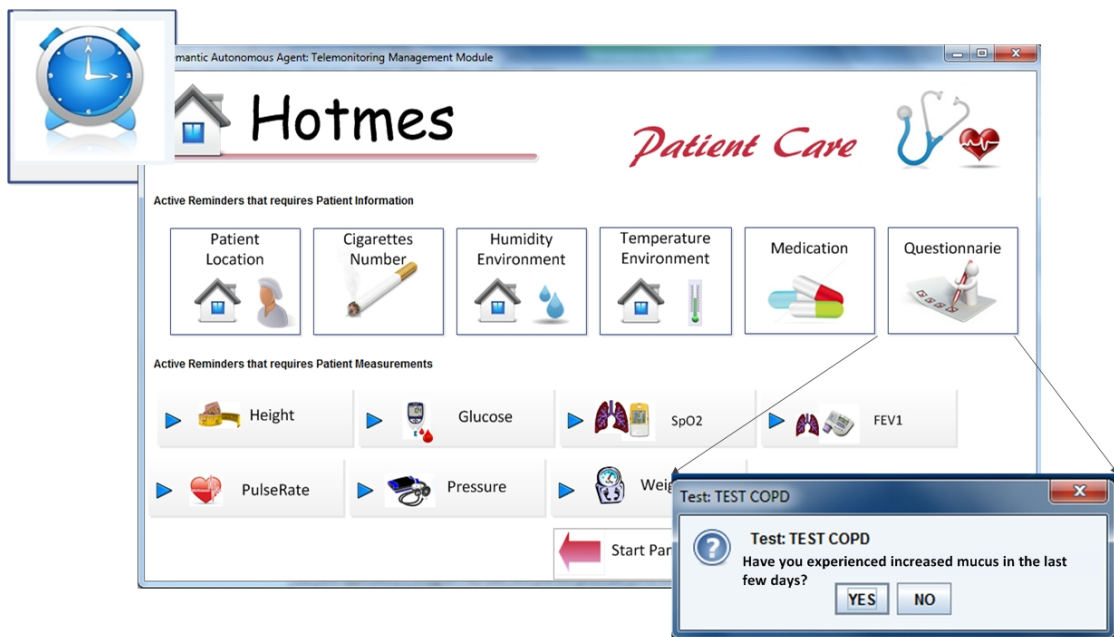 emantic Autonomous Agent: Telemonitoring Management Module
Hotmes
Patient Care
Active Reminders that requires Patient Information
Patient
Location
Cigarettes
Number
Humidity
Environment
Temperature
Environment
Medication
Questionnarie
Active Reminders that requires Patient Measurements
Height
Glucose
SpO2
FEV1
PulseRate
Pressure
Weig
Start Pan
Test: TEST COPD
Test: TEST COPD
Have you experienced increased mucus in the last
few days?
YES
NO